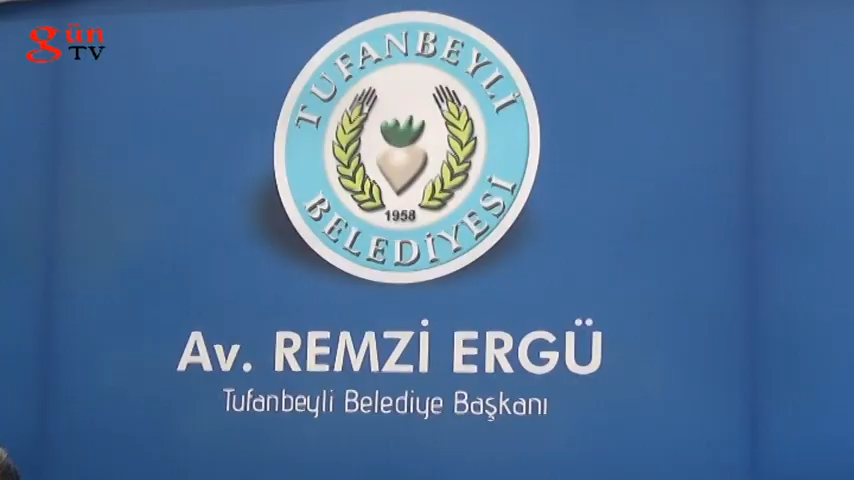 gün
TV
TUFANBEYLİ
BELEDİYESİ
1958
Av. REMZİ ERGÜ
Tufanbeyli Belediye Başkanı